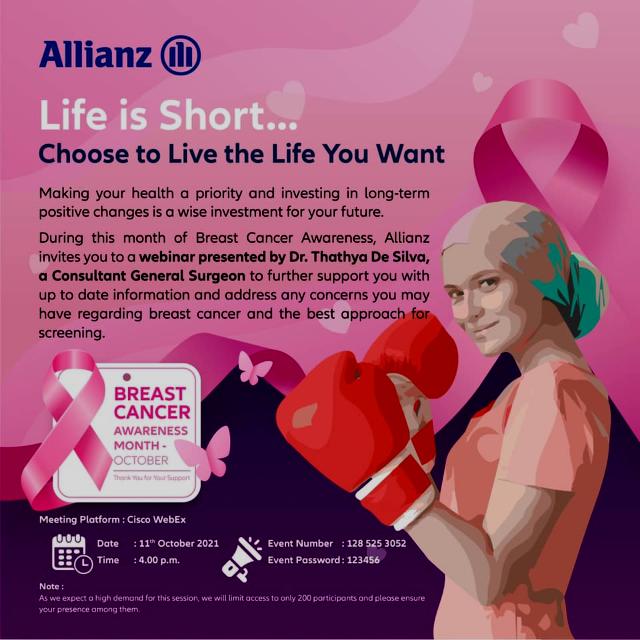 Allianz
Life is Short...
Choose to Live the Life You Want
Making your health a priority and investing in long-term
positive changes is a wise investment for your future.
During this month of Breast Cancer Awareness, Allianz
invites you to a webinar presented by Dr. Thathya De Silva,
a Consultant General Surgeon to further support you with
up to date information and address any concerns you may
have regarding breast cancer and the best approach for
screening.
BREAST
CANCER
AWARENESS
MONTH -
OCTOBER
Thank You for Your Support
Meeting Platform : Cisco WebEx
Date : 11th October 2021
Time : 4.00 p.m.
Event Number : 128 525 3052
Event Password : 123456
Note :
As we expect a high demand for this session, we will limit access to only 200 participants and please ensure
your presence among them.